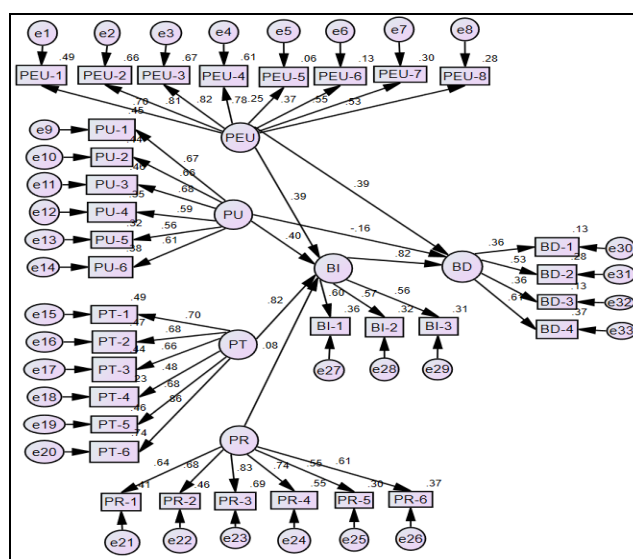 e1 e2 e3 e4 e5 e6 e7 e8
.49 .66 .67 .61 .06 .13 .30 .28
PEU-1 PEU-2 PEU-3 PEU-4 PEU-5 PEU-6 PEU-7 PEU-8
.70 .81 .82 .78 .25 .37 .55 .53
.45
e9 PU-1 PEU
.44
e10 PU-2 .67
.46 .66
e11 PU-3 .68 .39 .39
.35
e12 PU-4 .59 PU -.16
.32 .56 .13
e13 PU-5 .61 .40 .36 BD-1 e30
.38 .82 .53 .28
e14 PU-6 BI BD BD-2 e31
.36 .13
BD-3 e32
.49 .60 .57 .56 .61 .37
e15 PT-1 .70 .82 .36 .32 .31 BD-4 e33
.47 BI-1 BI-2 BI-3
e16 PT-2 .68
.44 .66 PT .08
e17 PT-3 .48 e27 e28 e29
.23 .68
e18 PT-4 .86
.46
e19 PT-5
.74
e20 PT-6 PR
.64 .68 .83 .74 .55 .61
.41 .46 .69 .55 .30 .37
PR-1 PR-2 PR-3 PR-4 PR-5 PR-6
e21 e22 e23 e24 e25 e26